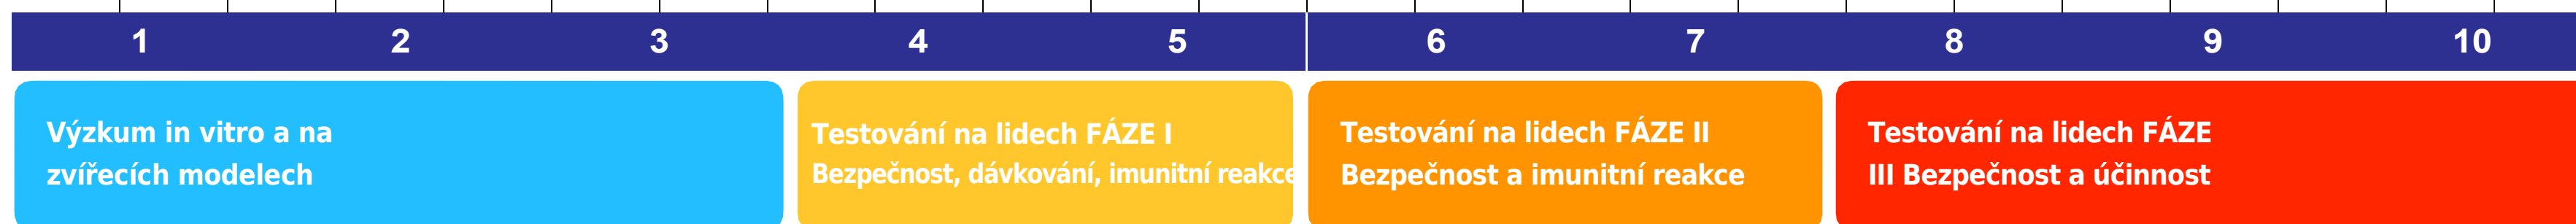 1 2 3 4 5 6 7 8 9 10
Výzkum in vitro a na
zvířecích modelech
Testování na lidech FÁZE I
Bezpečnost, dávkování, imunitní reakce
Testování na lidech FÁZE II
Bezpečnost a imunitní reakce
Testování na lidech FÁZE
III Bezpečnost a účinnost